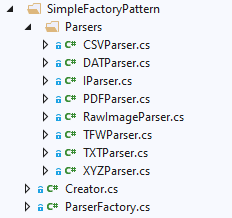 SimpleFactoryPattern
Parsers
C# CSVParser.cs
C# DATParser.cs
C# IParser.cs
C# PDFParser.cs
C# RawImageParser.cs
C# TFWParser.cs
C# TXTParser.cs
C# XYZParser.cs
C# Creator.cs
C# ParserFactory.cs